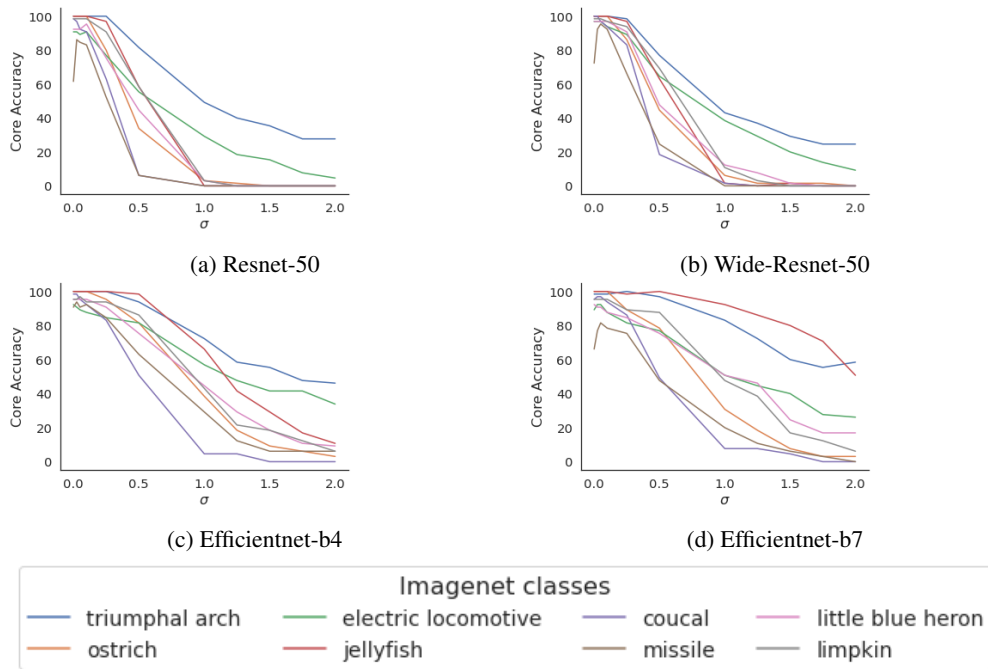 Core Accuracy
100
80
60
40
20
0
0.0 0.5 1.0 1.5 2.0
σ
(a) Resnet-50
Core Accuracy
100
80
60
40
20
0
0.0 0.5 1.0 1.5 2.0
σ
(b) Wide-Resnet-50
Core Accuracy
100
80
60
40
20
0
0.0 0.5 1.0 1.5 2.0
σ
(c) Efficientnet-b4
Core Accuracy
100
80
60
40
20
0
0.0 0.5 1.0 1.5 2.0
σ
(d) Efficientnet-b7
Imagenet classes
triumphal arch electric locomotive coucal little blue heron
ostrich jellyfish missile limpkin